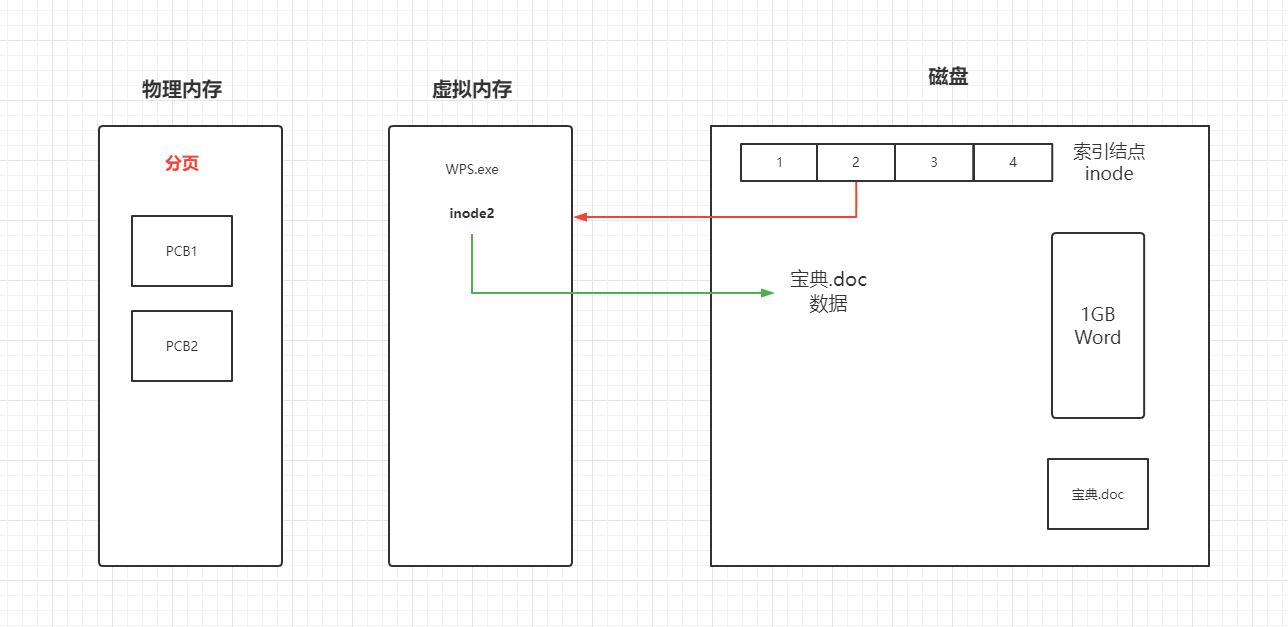 物理内存
分页
PCB1
PCB2
虚拟内存
WPS.exe
inode2
磁盘
1
2
3
4
索引结点
inode
宝典.doc
数据
1GB
Word
宝典.doc